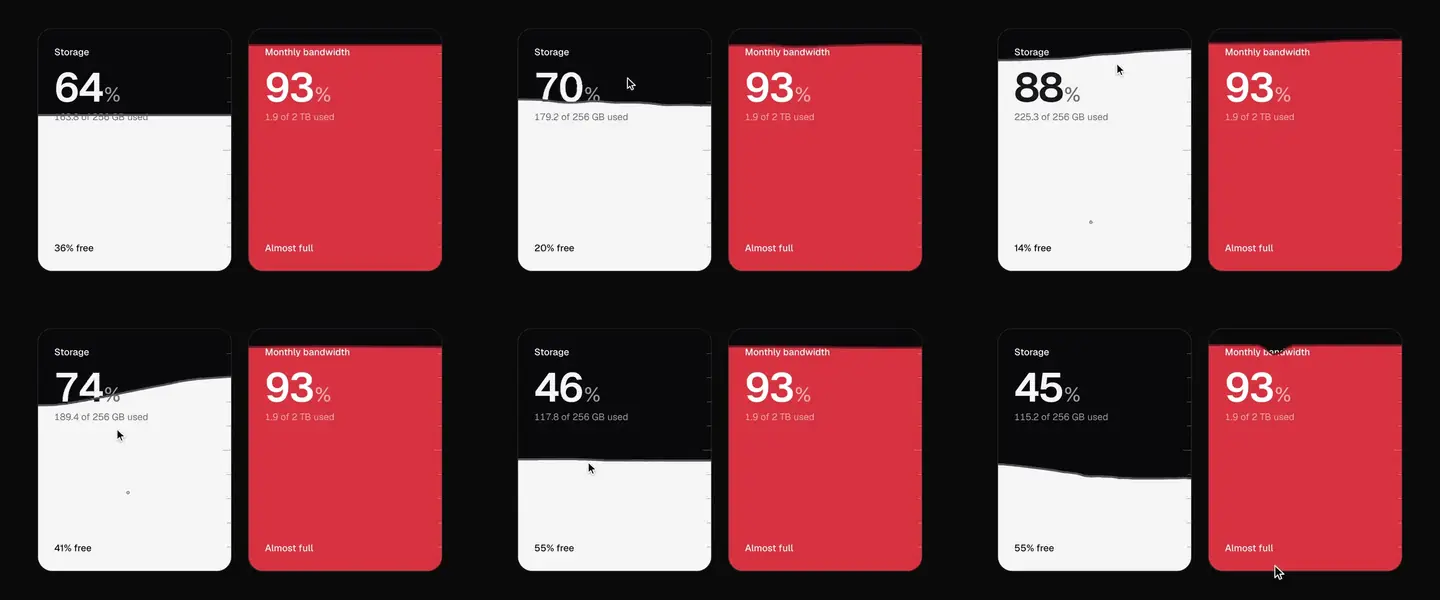 Storage
64%
163.8 of 256 GB used
36% free
Monthly bandwidth
93%
1.9 of 2 TB used
Almost full
Storage
70%
179.2 of 256 GB used
20% free
Monthly bandwidth
93%
1.9 of 2 TB used
Almost full
Storage
88%
225.3 of 256 GB used
14% free
Monthly bandwidth
93%
1.9 of 2 TB used
Almost full
Storage
74%
189.4 of 256 GB used
41% free
Monthly bandwidth
93%
1.9 of 2 TB used
Almost full
Storage
46%
117.8 of 256 GB used
55% free
Monthly bandwidth
93%
1.9 of 2 TB used
Almost full
Storage
45%
115.2 of 256 GB used
55% free
Monthly bandwidth
93%
1.9 of 2 TB used
Almost full